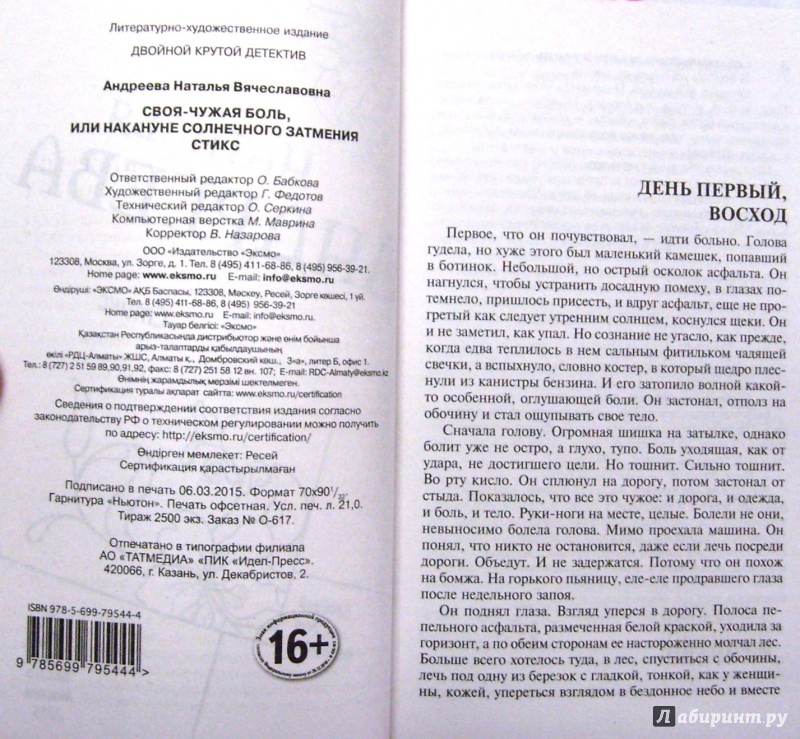 Литературно-художественное издание
ДВОЙНОЙ КРУТОЙ ДЕТЕКТИВ
Андреева Наталья Вячеславовна
СВОЯ-ЧУЖАЯ БОЛЬ,
ИЛИ НАКАНУНЕ СОЛНЕЧНОГО ЗАТМЕНИЯ
СТИКС
Ответственный редактор О. Бабкова
Художественный редактор Г. Федотов
Технический редактор О. Серкина
Компьютерная верстка М. Маврина
Корректор В. Назарова
ООО «Издательство «Эксмо»
123308, Москва, ул. Зорге, д. 1. Тел. 8 (495) 411-68-86, 8 (495) 956-39-21.
Home page: www.eksmo.ru E-mail: info@eksmo.ru
Өндіруші: «ЭКСМО» АҚБ Баспасы, 123308, Мәскеу, Ресей, Зорге көшесі, 1 үй.
Тел. 8 (495) 411-68-86, 8 (495) 956-39-21
Home page: www.eksmo.ru E-mail: info@eksmo.ru.
Тауар белгісі: «Эксмо»
Қазақстан Республикасында дистрибьютор және өнім бойынша
арыз-талаптарды қабылдаушының
өкілі «РДЦ-Алматы» ЖШС, Алматы қ., Домбровский көш., 3«а», литер Б, офис 1.
Тел.: 8 (727) 2 51 59 89,90,91,92, факс: 8 (727) 251 58 12 вн. 107; E-mail: RDC-Almaty@eksmo.kz
Өнімнің жарамдылық мерзімі шектелмеген.
Сертификация туралы ақпарат сайтта: www.eksmo.ru/certification
Сведения о подтверждении соответствия издания согласно
законодательству РФ о техническом регулировании можно получить
по адресу: http://eksmo.ru/certification/
Өндірген мемлекет: Ресей
Сертификация қарастырылмаған
Подписано в печать 06.03.2015. Формат 70x90 1/32.
Гарнитура «Ньютон». Печать офсетная. Усл. печ. л. 21,0.
Тираж 2500 экз. Заказ № О-617.
Отпечатано в типографии филиала
АО «ТАТМЕДИА» «ПИК «Идел-Пресс».
420066, г. Казань, ул. Декабристов, 2.
ISBN 978-5-699-79544-4
9 785699 795444 >
16+
ДЕНЬ ПЕРВЫЙ,
ВОСХОД
Первое, что он почувствовал, — идти больно. Голова
гудела, но хуже этого был маленький камешек, попавший
в ботинок. Небольшой, но острый осколок асфальта. Он
нагнулся, чтобы устранить досадную помеху, в глазах по-
темнело, пришлось присесть, и вдруг асфальт, еще не про-
гретый как следует утренним солнцем, коснулся щеки. Он
и не заметил, как упал. Но сознание не угасло, как прежде,
когда едва теплилось в нем сальным фитильком чадящей
свечки, а вспыхнуло, словно костер, в который щедро плес-
нули из канистры бензина. И его затопило волной какой-
то особенной, оглушающей боли. Он застонал, отполз на
обочину и стал ощупывать свое тело.
Сначала голову. Огромная шишка на затылке, однако
болит уже не остро, а глухо, тупо. Боль уходящая, как от
удара, не достигшего цели. Но тошнит. Сильно тошнит.
Во рту кисло. Он сплюнул на дорогу, потом застонал от
стыда. Показалось, что все это чужое: и дорога, и одежда,
и боль, и тело. Руки-ноги на месте, целые. Болели не они,
невыносимо болела голова. Мимо проехала машина. Он
понял, что никто не остановится, даже если лечь посреди
дороги. Объедут. И не задержатся. Потому что он похож
на бомжа. На горького пьяницу, еле-еле продравшего глаза
после недельного запоя.
Он поднял глаза. Взгляд уперся в дорогу. Полоса пе-
пельного асфальта, размеченная белой краской, уходила за
горизонт, а по обеим сторонам ее настороженно молчал лес.
Больше всего хотелось туда, в лес, спуститься с обочины,
лечь под одну из березок с гладкой, тонкой, как у женщи-
ны, кожей, упереться взглядом в бездонное небо и вместе
Лабиринт.ру